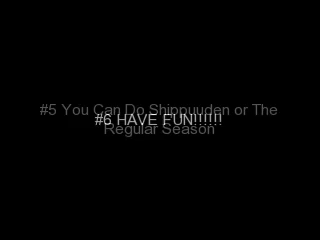 #5 You Can Do Shippuuden or The
#6 HAVE FUN!!!!!!
Regular Season